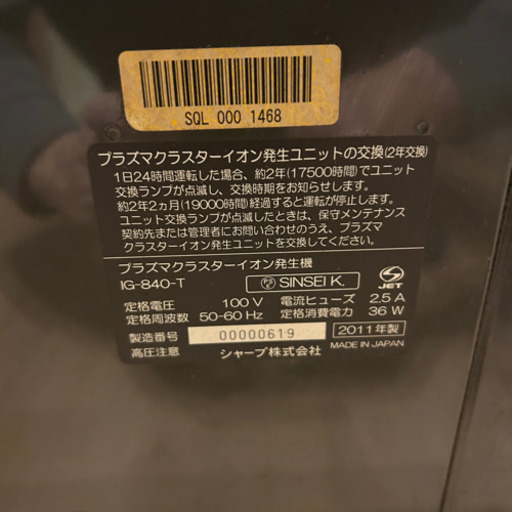 SQL 000 1468
プラズマクラスターイオン発生ユニットの交換(2年交換)
1日24時間運転した場合、約2年(17500時間)でユニット
交換ランプが点滅し、交換時期をお知らせします。
約2年2ヵ月(19000時間)経過すると運転が停止します。
ユニット交換ランプが点滅したときは、保守メンテナンス
契約先または管理者にお問い合わせのうえ、プラズマ
クラスターイオン発生ユニットを交換してください。
プラズマクラスターイオン発生機
IG-840-T Ⓢ SINSEI K. JET
定格電圧 100 V 電流ヒューズ 2.5 A
定格周波数 50-60 Hz 定格消費電力 36 W
製造番号 00000619 2011年製
高圧注意 シャープ株式会社 MADE IN JAPAN